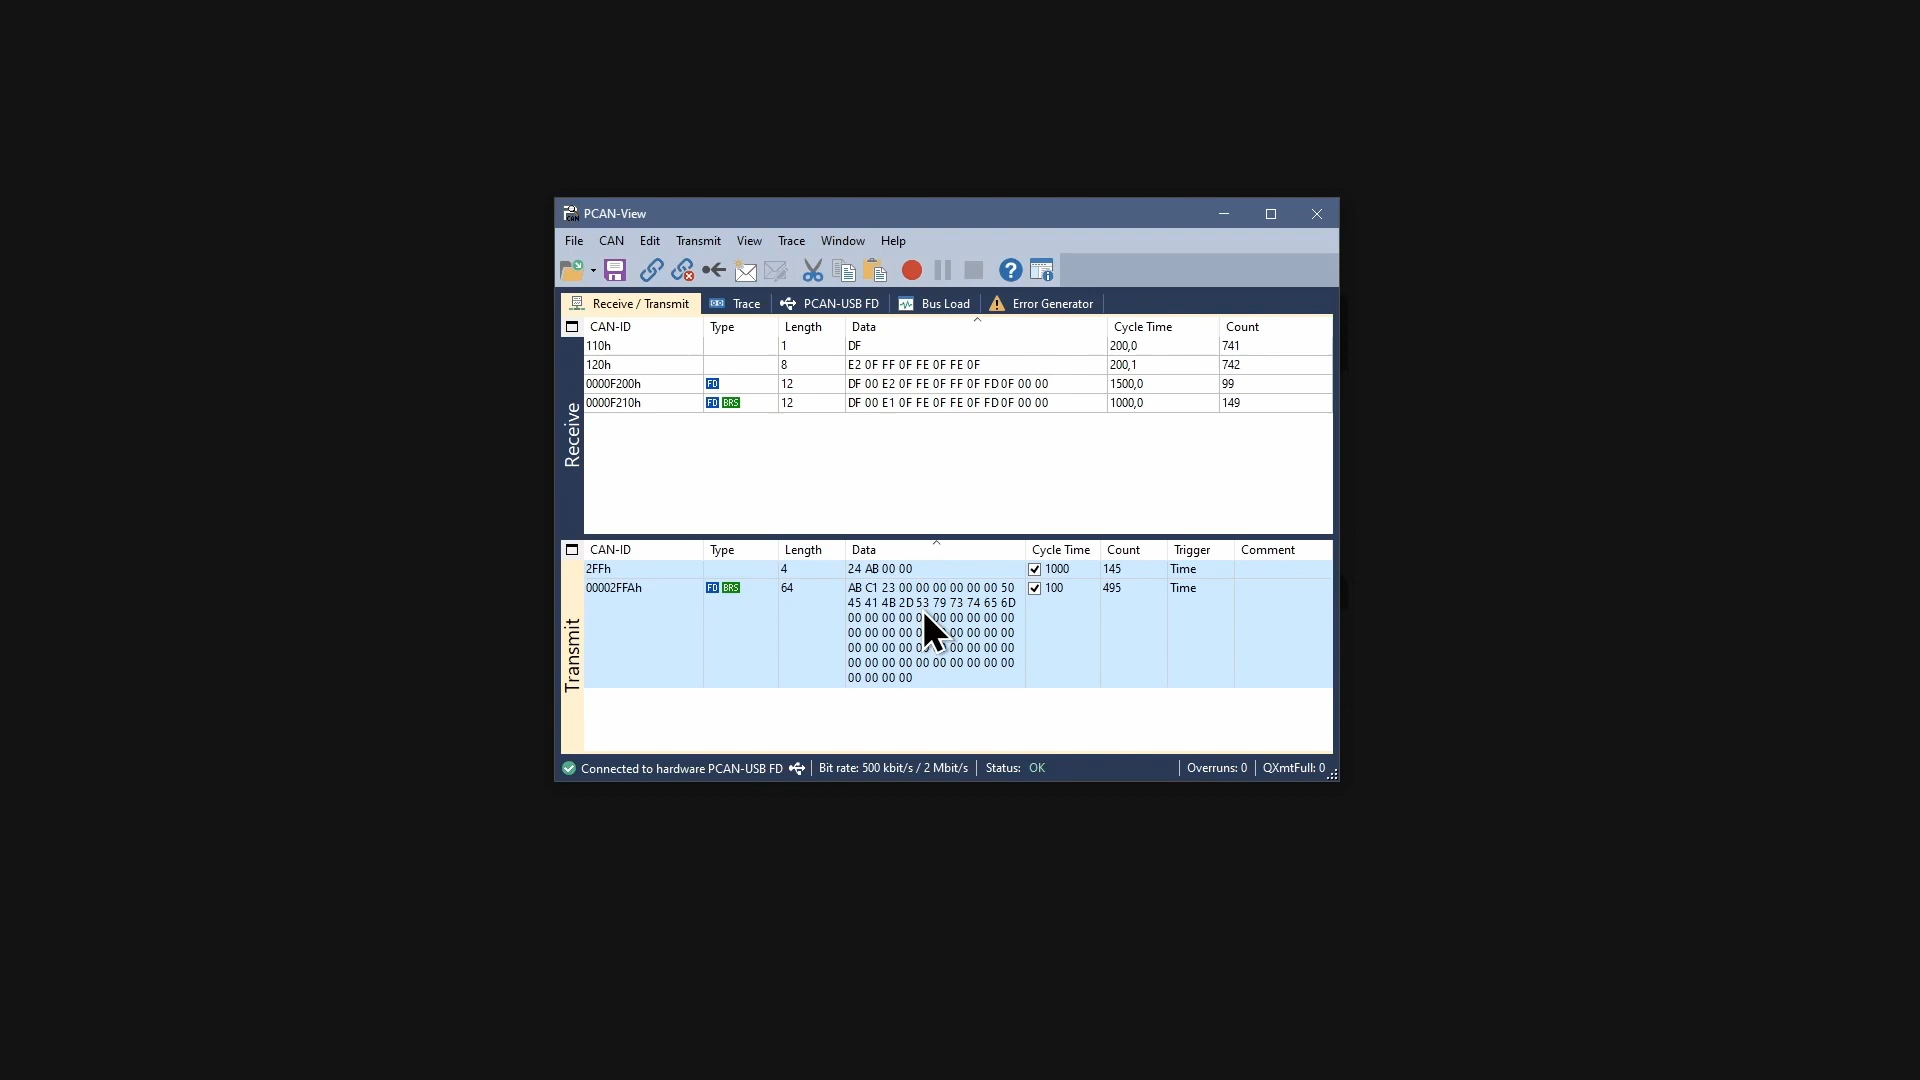 PCAN-View
File CAN Edit Transmit View Trace Window Help
Receive / Transmit Trace PCAN-USB FD Bus Load Error Generator
CAN-ID Type Length Data Cycle Time Count
110h 1 DF 200,0 741
120h 8 E2 0F FF 0F FE 0F FE 0F 200,1 742
0000F200h FD 12 DF 00 E2 0F FE 0F FF 0F FD 0F 00 00 1500,0 99
0000F210h FD BRS 12 DF 00 E1 0F FE 0F FE 0F FD 0F 00 00 1000,0 149
Receive
CAN-ID Type Length Data Cycle Time Count Trigger Comment
2FFh 4 24 AB 00 00 1000 145 Time
00002FFAh FD BRS 64 AB C1 23 00 00 00 00 00 00 50 100 495 Time
45 41 4B 2D 53 79 73 74 65 6D
00 00 00 00 00 00 00 00 00
00 00 00 00 00 00 00 00
00 00 00 00 00 00 00 00
00 00 00 00 00 00 00 00 00 00
00 00 00 00
Transmit
Connected to hardware PCAN-USB FD Bit rate: 500 kbit/s / 2 Mbit/s Status: OK Overruns: 0 QXmtFull: 0